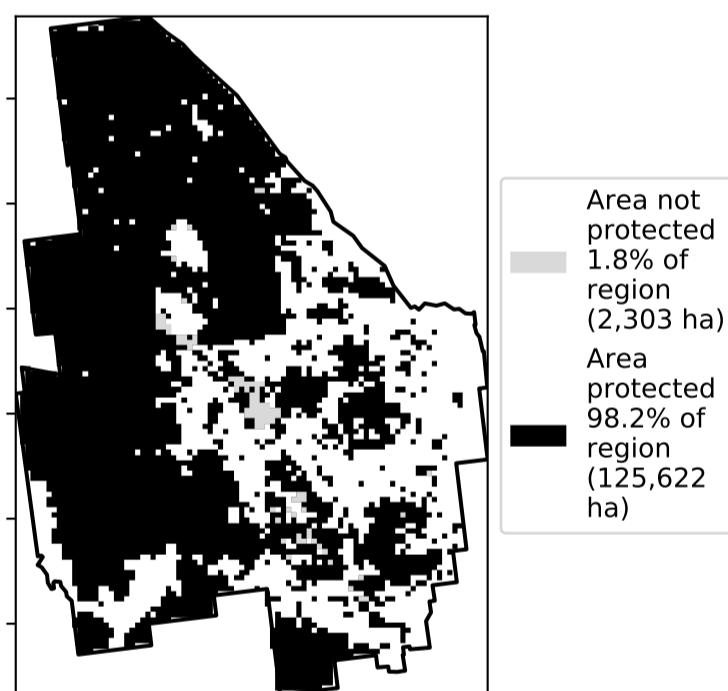 Area not
protected
1.8% of
region
(2,303 ha)
Area
protected
98.2% of
region
(125,622
ha)